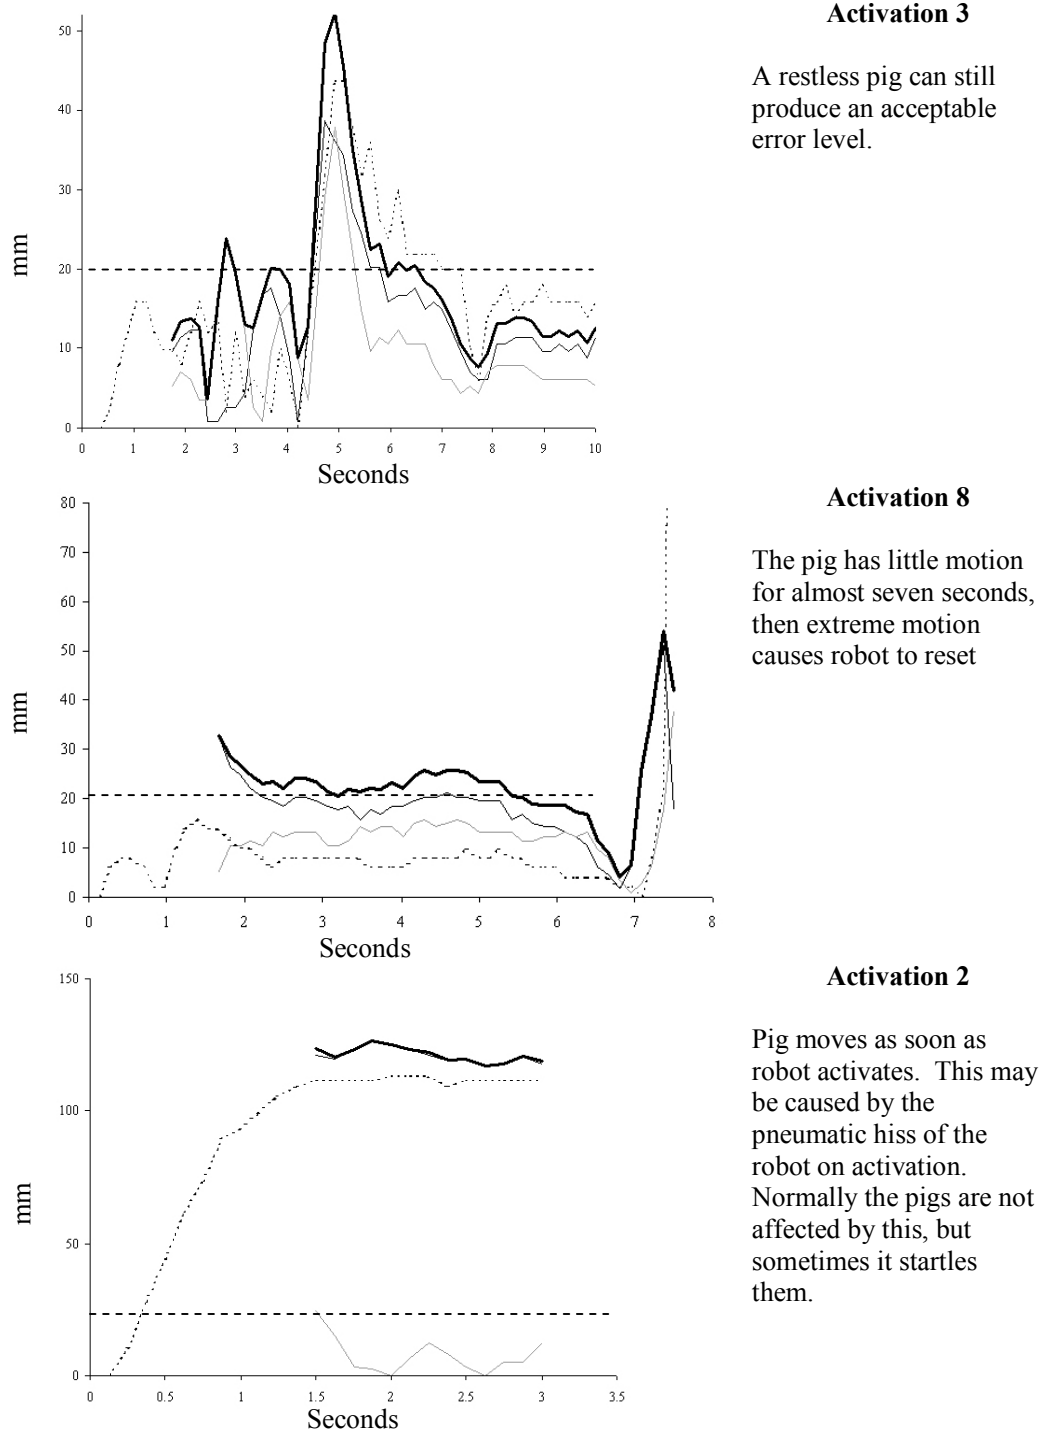 Activation 3
A restless pig can still
produce an acceptable
error level.
mm
50
40
30
20
10
0
0 1 2 3 4 5 6 7 8 9 10
Seconds
Activation 8
The pig has little motion
for almost seven seconds,
then extreme motion
causes robot to reset
mm
80
70
60
50
40
30
20
10
0
0 1 2 3 4 5 6 7 8
Seconds
Activation 2
Pig moves as soon as
robot activates. This may
be caused by the
pneumatic hiss of the
robot on activation.
Normally the pigs are not
affected by this, but
sometimes it startles
them.
mm
150
100
50
0
0 0.5 1 1.5 2 2.5 3 3.5
Seconds